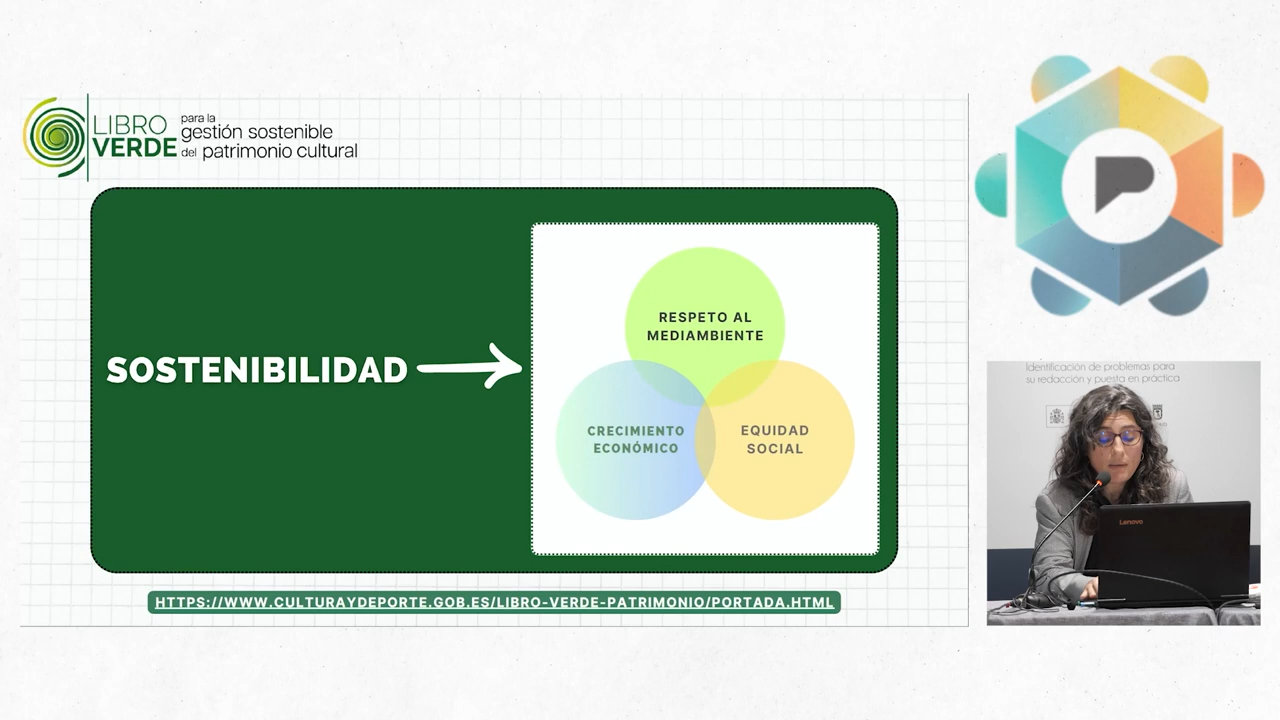 LIBRO
VERDE
para la
gestión sostenible
del patrimonio cultural
SOSTENIBILIDAD
RESPETO AL
MEDIAMBIENTE
CRECIMIENTO
ECONÓMICO
EQUIDAD
SOCIAL
HTTPS://WWW.CULTURAYDEPORTE.GOB.ES/LIBRO-VERDE-PATRIMONIO/PORTADA.HTML
P
Identificación de problemas para
su redacción y puesta en práctica
Lenovo